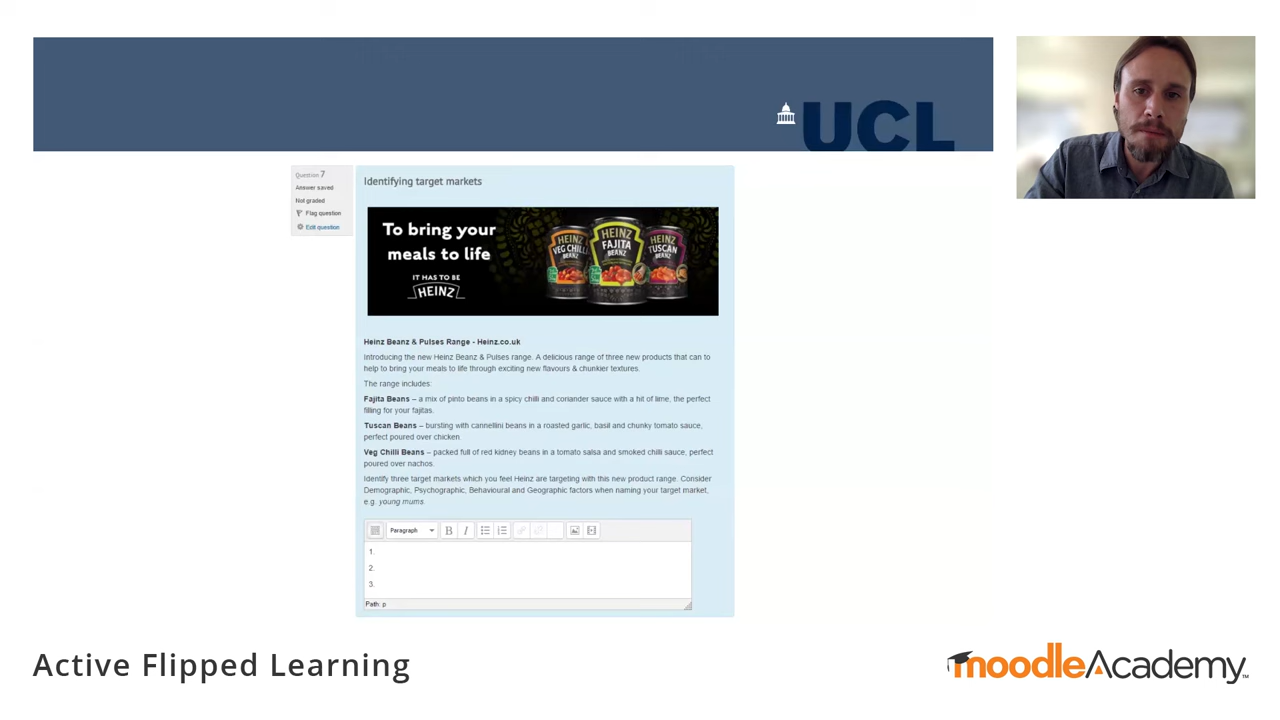 UCL
Question 7
Answer saved
Not graded
Flag question
Edit question
Identifying target markets
To bring your
meals to life
IT HAS TO BE
HEINZ
HEINZ
VEG CHILLI
BEANZ
HEINZ
FAJITA
BEANZ
HEINZ
TUSCAN
BEANZ
Heinz Beanz & Pulses Range - Heinz.co.uk
Introducing the new Heinz Beanz & Pulses range. A delicious range of three new products that can to
help to bring your meals to life through exciting new flavours & chunkier textures.
The range includes:
Fajita Beans – a mix of pinto beans in a spicy chilli and coriander sauce with a hit of lime, the perfect
filling for your fajitas.
Tuscan Beans – bursting with cannellini beans in a roasted garlic, basil and chunky tomato sauce,
perfect poured over chicken
Veg Chilli Beans – packed full of red kidney beans in a tomato salsa and smoked chilli sauce, perfect
poured over nachos.
Identify three target markets which you feel Heinz are targeting with this new product range. Consider
Demographic, Psychographic, Behavioural and Geographic factors when naming your target market,
e.g. young mums.
Paragraph
B
I
1.
2.
3.
Path: p
Active Flipped Learning
moodleAcademy™